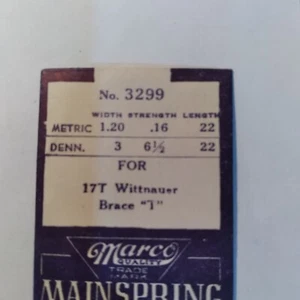 No. 3299
WIDTH STRENGTH LENGTH
METRIC 1.20 .16 22
DENN. 3 6½ 22
FOR
17T Wittnauer
Brace "T"
Marco
QUALITY
TRADE
MARK
MAINSPRING